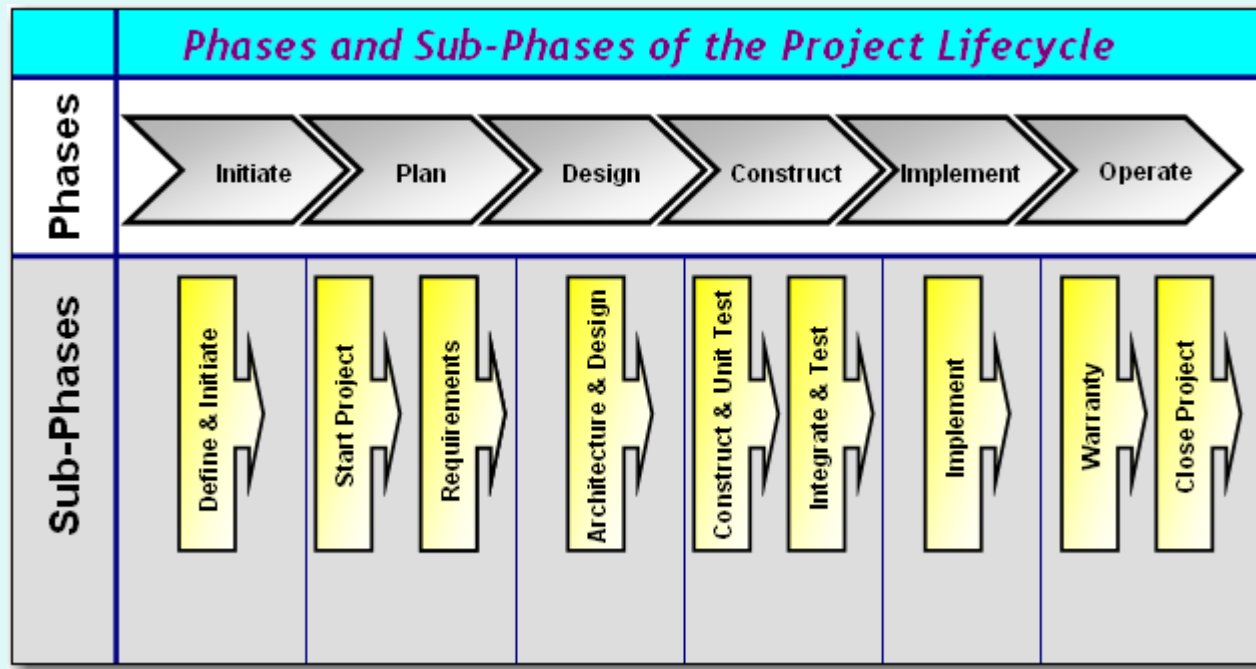 Phases and Sub-Phases of the Project Lifecycle
Phases
Initiate
Plan
Design
Construct
Implement
Operate
Sub-Phases
Define & Initiate
Start Project
Requirements
Architecture & Design
Construct & Unit Test
Integrate & Test
Implement
Warranty
Close Project